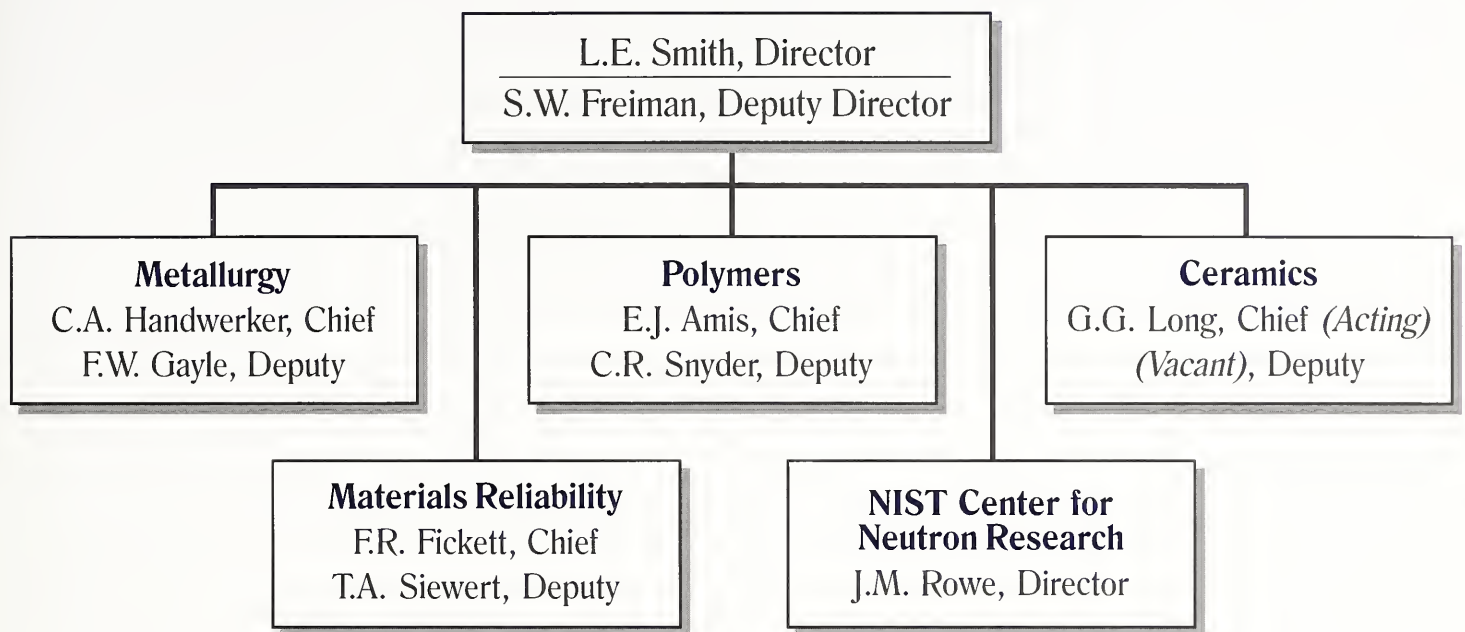 L.E. Smith, Director
S.W. Freiman, Deputy Director
Metallurgy
C.A. Handwerker, Chief
F.W. Gayle, Deputy
Polymers
E.J. Amis, Chief
C.R. Snyder, Deputy
Ceramics
G.G. Long, Chief (Acting)
(Vacant), Deputy
Materials Reliability
F.R. Fickett, Chief
T.A. Siewert, Deputy
NIST Center for
Neutron Research
J.M. Rowe, Director